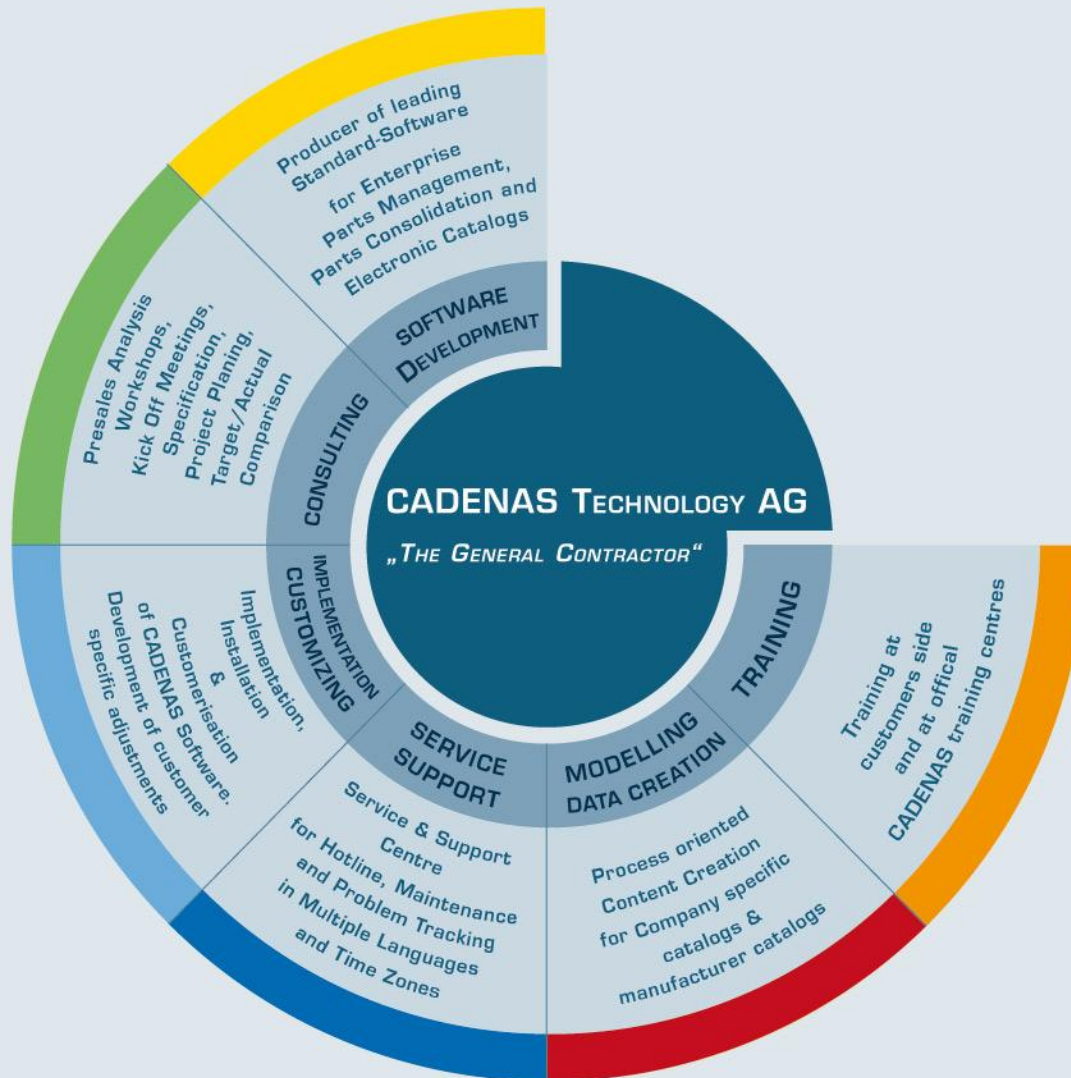 Producer of leading
Standard-Software
for Enterprise
Parts Management,
Parts Consolidation and
Electronic Catalogs
SOFTWARE
DEVELOPMENT
Presales Analysis
Workshops,
Kick Off Meetings,
Specification,
Project Planing,
Target/Actual
Comparison
CONSULTING
CADENAS TECHNOLOGY AG
„THE GENERAL CONTRACTOR“
IMPLEMENTATION
CUSTOMIZING
Implementation,
Installation
&
Customerisation
of CADENAS Software.
Development of customer
specific adjustments
SERVICE
SUPPORT
Service & Support
Centre
for Hotline, Maintenance
and Problem Tracking
in Multiple Languages
and Time Zones
MODELLING
DATA CREATION
Process oriented
Content Creation
for Company specific
catalogs &
manufacturer catalogs
TRAINING
Training at
customers side
and at offical
CADENAS training centres